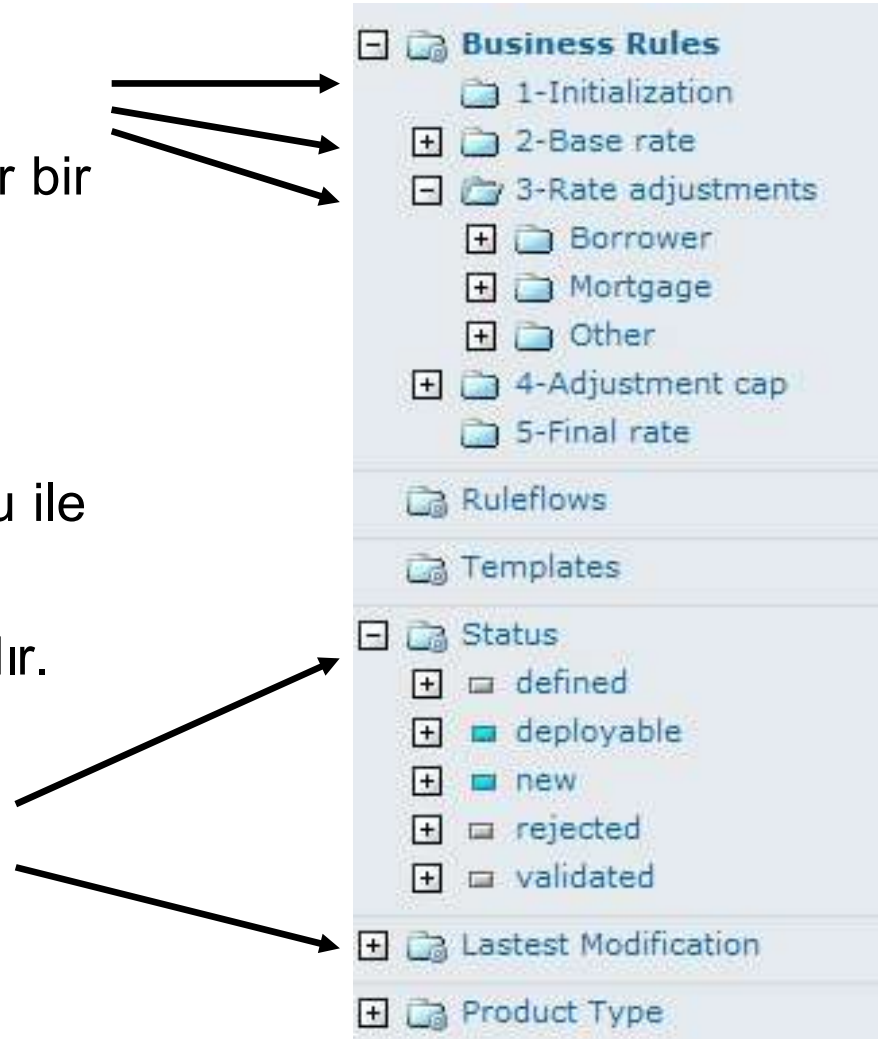 Business Rules
1-Initialization
2-Base rate
r bir
3-Rate adjustments
Borrower
Mortgage
Other
4-Adjustment cap
5-Final rate
u ile
Ruleflows
Templates
Status
lır.
defined
deployable
new
rejected
validated
Lastest Modification
Product Type